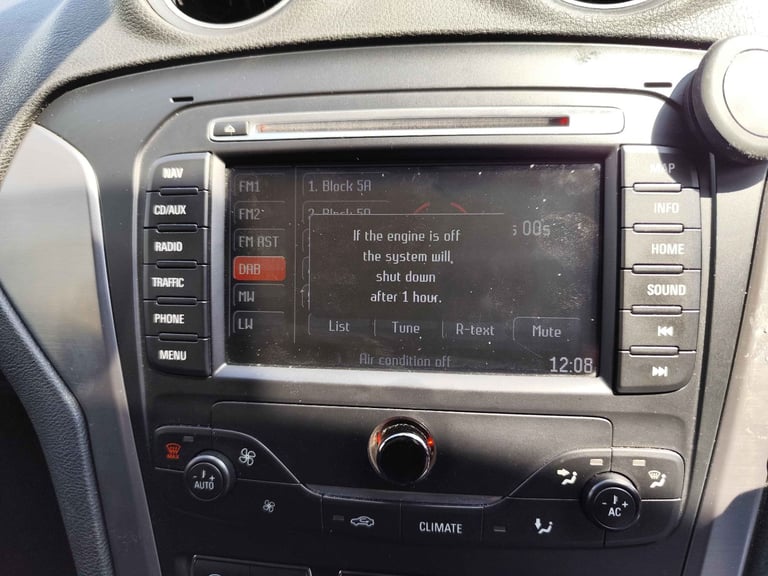 NAV
CD/AUX
RADIO
TRAFFIC
PHONE
MENU
FM1
FM2
FM AST
DAB
MW
LW
1. Block 5A
s 00s
If the engine is off
the system will
shut down
after 1 hour.
List
Tune
R-text
Mute
Air condition off
12:08
MAP
INFO
HOME
SOUND
MAX
- +
AUTO
CLIMATE
- +
AC